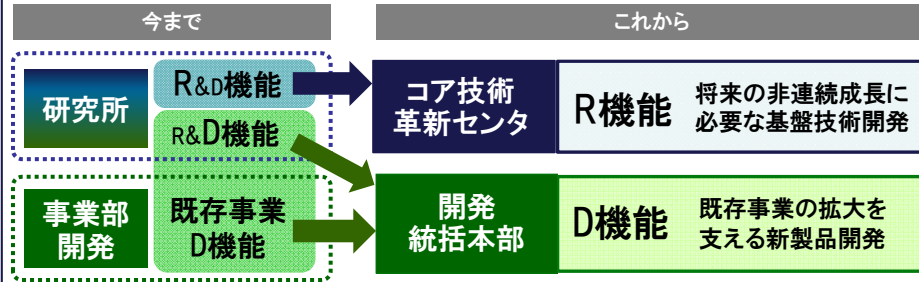 今まで
これから
研究所
R&D機能
R&D機能
事業部
開発
既存事業
D機能
コア技術
革新センタ
R機能
将来の非連続成長に
必要な基盤技術開発
開発
統括本部
D機能
既存事業の拡大を
支える新製品開発